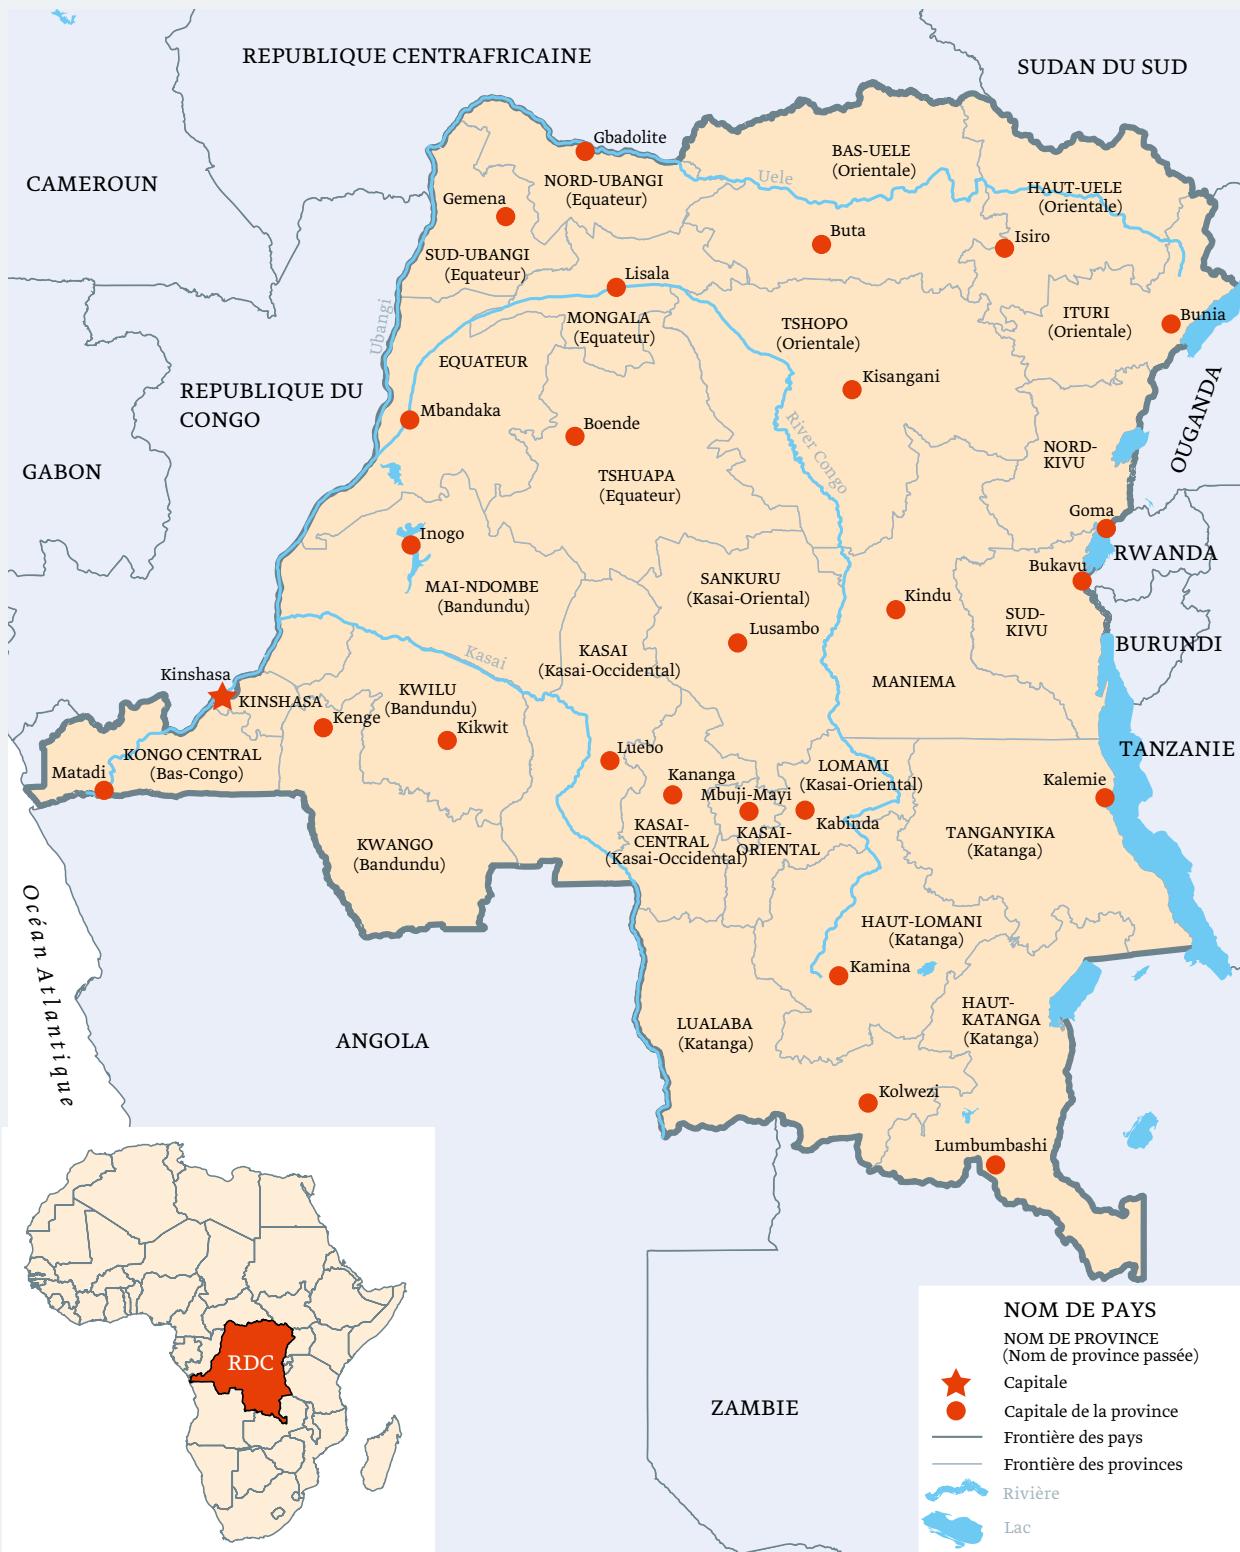 REPUBLIQUE CENTRAFRICAINE
SUDAN DU SUD
CAMEROUN
Gbadolite
BAS-UELE
(Orientale)
Uele
HAUT-UELE
(Orientale)
NORD-UBANGI
(Equateur)
Gemena
Buta
Isiro
SUD-UBANGI
(Equateur)
Lisala
Ubangi
MONGALA
(Equateur)
TSHOPO
(Orientale)
ITURI
(Orientale)
Bunia
EQUATEUR
REPUBLIQUE DU
CONGO
Kisangani
OUGANDA
Mbandaka
Boende
River Congo
NORD-
KIVU
GABON
TSHUAPA
(Equateur)
Goma
Inogo
RWANDA
Bukavu
MAI-NDOMBE
(Bandundu)
SANKURU
(Kasai-Oriental)
Kindu
SUD-
KIVU
Lusambo
BURUNDI
Kasai
KASAI
(Kasai-Occidental)
Kinshasa
KINSHASA
KWILU
(Bandundu)
MANIEMA
Kenge
Kikwit
KONGO CENTRAL
(Bas-Congo)
Matadi
Luebo
TANZANIE
LOMAMI
(Kasai-Oriental)
Kananga
Mbuji-Mayi
Kalemie
Kabinda
KASAI-
CENTRAL
(Kasai-Occidental)
KASAI-
ORIENTAL
TANGANYIKA
(Katanga)
KWANGO
(Bandundu)
Océan Atlantique
HAUT-LOMANI
(Katanga)
Kamina
HAUT-
KATANGA
(Katanga)
LUALABA
(Katanga)
ANGOLA
Kolwezi
Lumbumbashi
RDC
ZAMBIE
NOM DE PAYS
NOM DE PROVINCE
(Nom de province passée)
Capitale
Capitale de la province
Frontière des pays
Frontière des provinces
Rivière
Lac